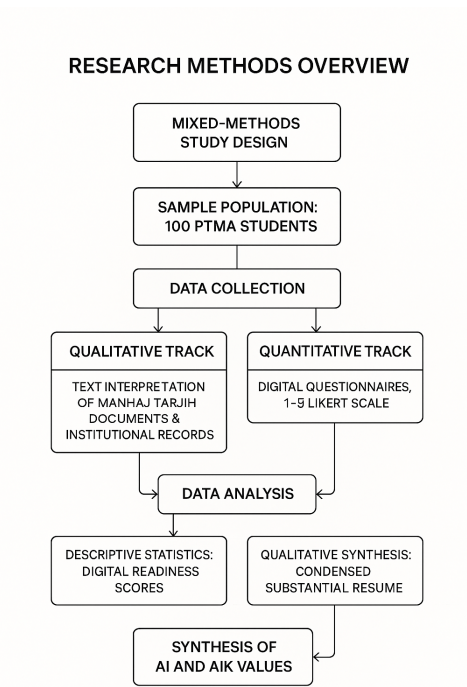 RESEARCH METHODS OVERVIEW
MIXED-METHODS
STUDY DESIGN
SAMPLE POPULATION:
100 PTMA STUDENTS
DATA COLLECTION
QUALITATIVE TRACK
TEXT INTERPRETATION
OF MANHAJ TARJIH
DOCUMENTS &
INSTITUTIONAL RECORDS
QUANTITATIVE TRACK
DIGITAL QUESTIONNAIRES,
LIKERT SCALE
DATA ANALYSIS
DESCRIPTIVE STATISTICS:
DIGITAL READINESS
SCORES
QUALITATIVE SYNTHESIS:
CONDENSED
SUBSTANTIAL RESUME
SYNTHESIS OF
AI AND AIK VALUES